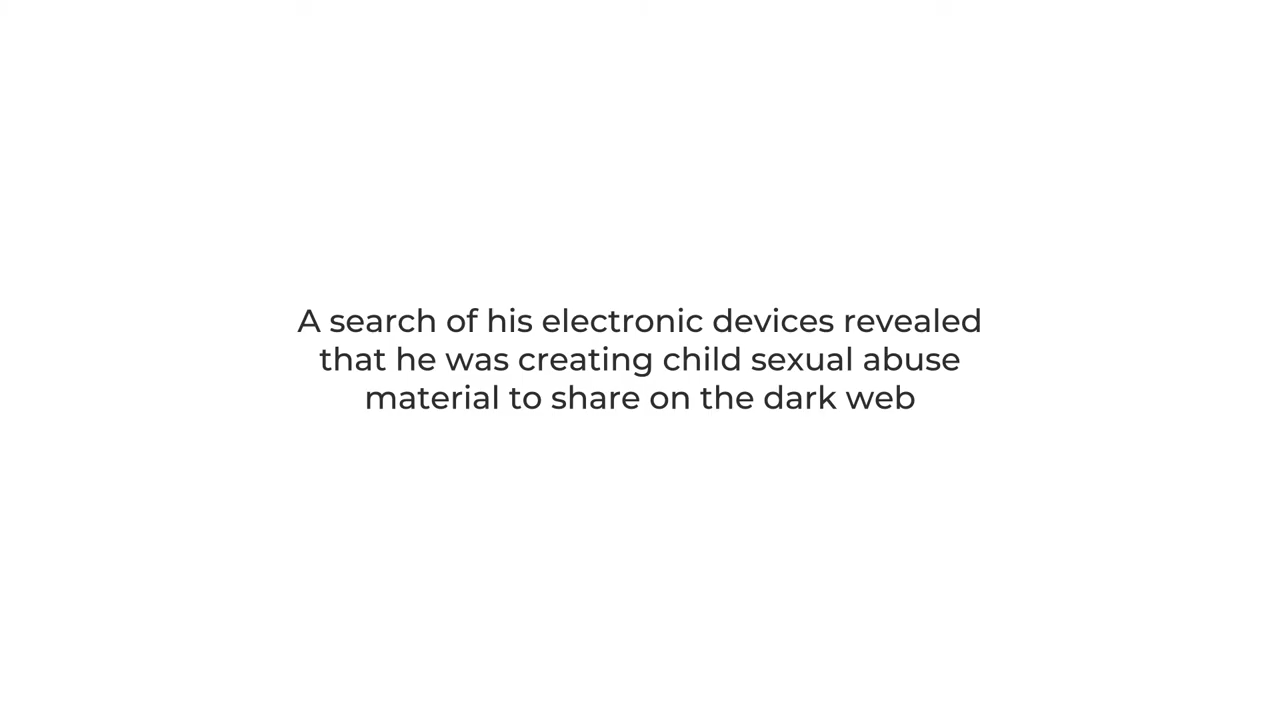 A search of his electronic devices revealed
that he was creating child sexual abuse
material to share on the dark web